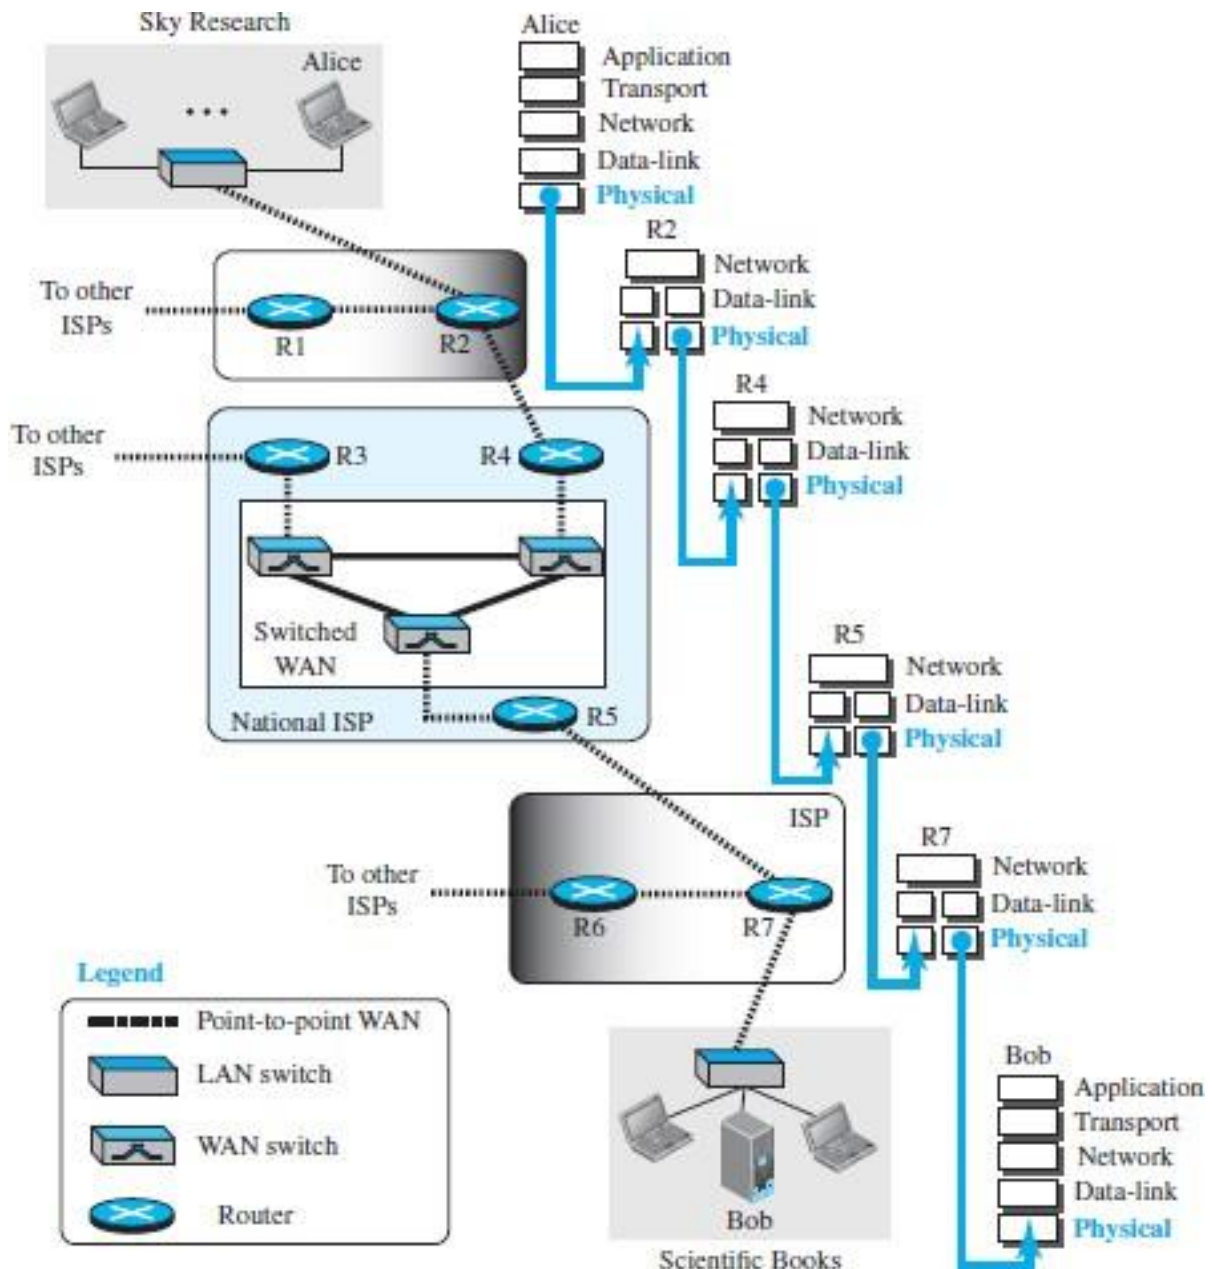 Sky Research
Alice
Alice
Application
Transport
Network
Data-link
Physical
R2
Network
Data-link
Physical
To other
ISPs
R1
R2
R4
Network
Data-link
Physical
To other
ISPs
R3
R4
Switched
WAN
National ISP
R5
R5
Network
Data-link
Physical
ISP
To other
ISPs
R6
R7
R7
Network
Data-link
Physical
Legend
Point-to-point WAN
LAN switch
WAN switch
Router
Bob
Scientific Books
Bob
Application
Transport
Network
Data-link
Physical